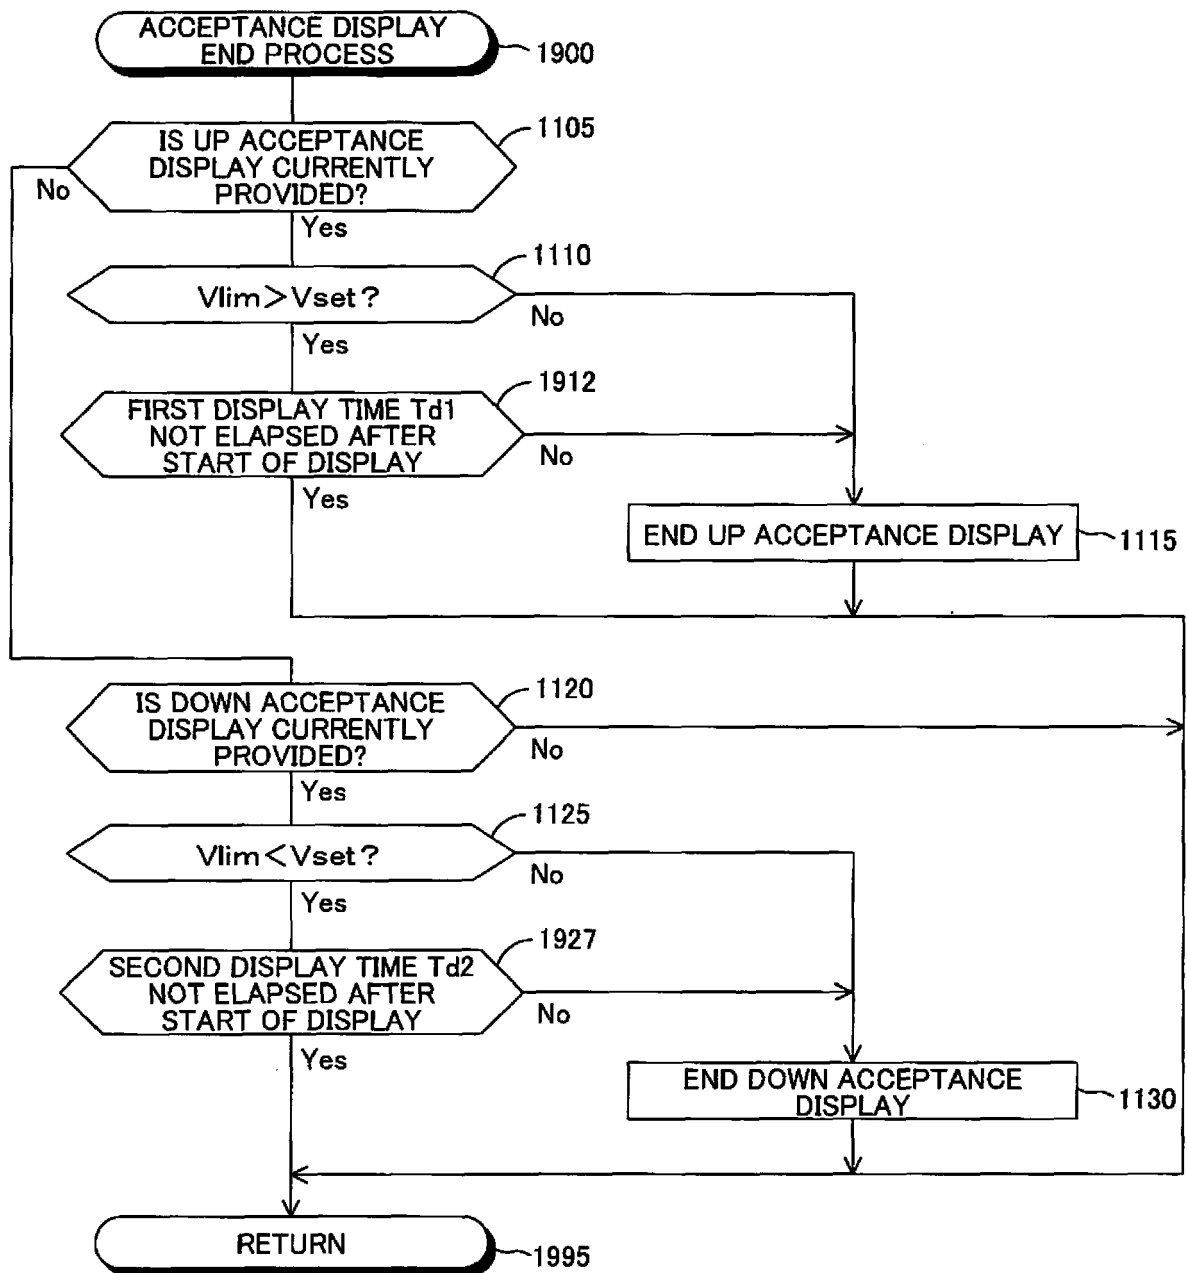 ACCEPTANCE DISPLAY
END PROCESS
1900
IS UP ACCEPTANCE
DISPLAY CURRENTLY
PROVIDED?
1105
No
Yes
Vlim>Vset?
1110
No
Yes
FIRST DISPLAY TIME Td1
NOT ELAPSED AFTER
START OF DISPLAY
1912
No
Yes
END UP ACCEPTANCE DISPLAY
1115
IS DOWN ACCEPTANCE
DISPLAY CURRENTLY
PROVIDED?
1120
No
Yes
Vlim<Vset?
1125
No
Yes
SECOND DISPLAY TIME Td2
NOT ELAPSED AFTER
START OF DISPLAY
1927
No
Yes
END DOWN ACCEPTANCE
DISPLAY
1130
RETURN
1995